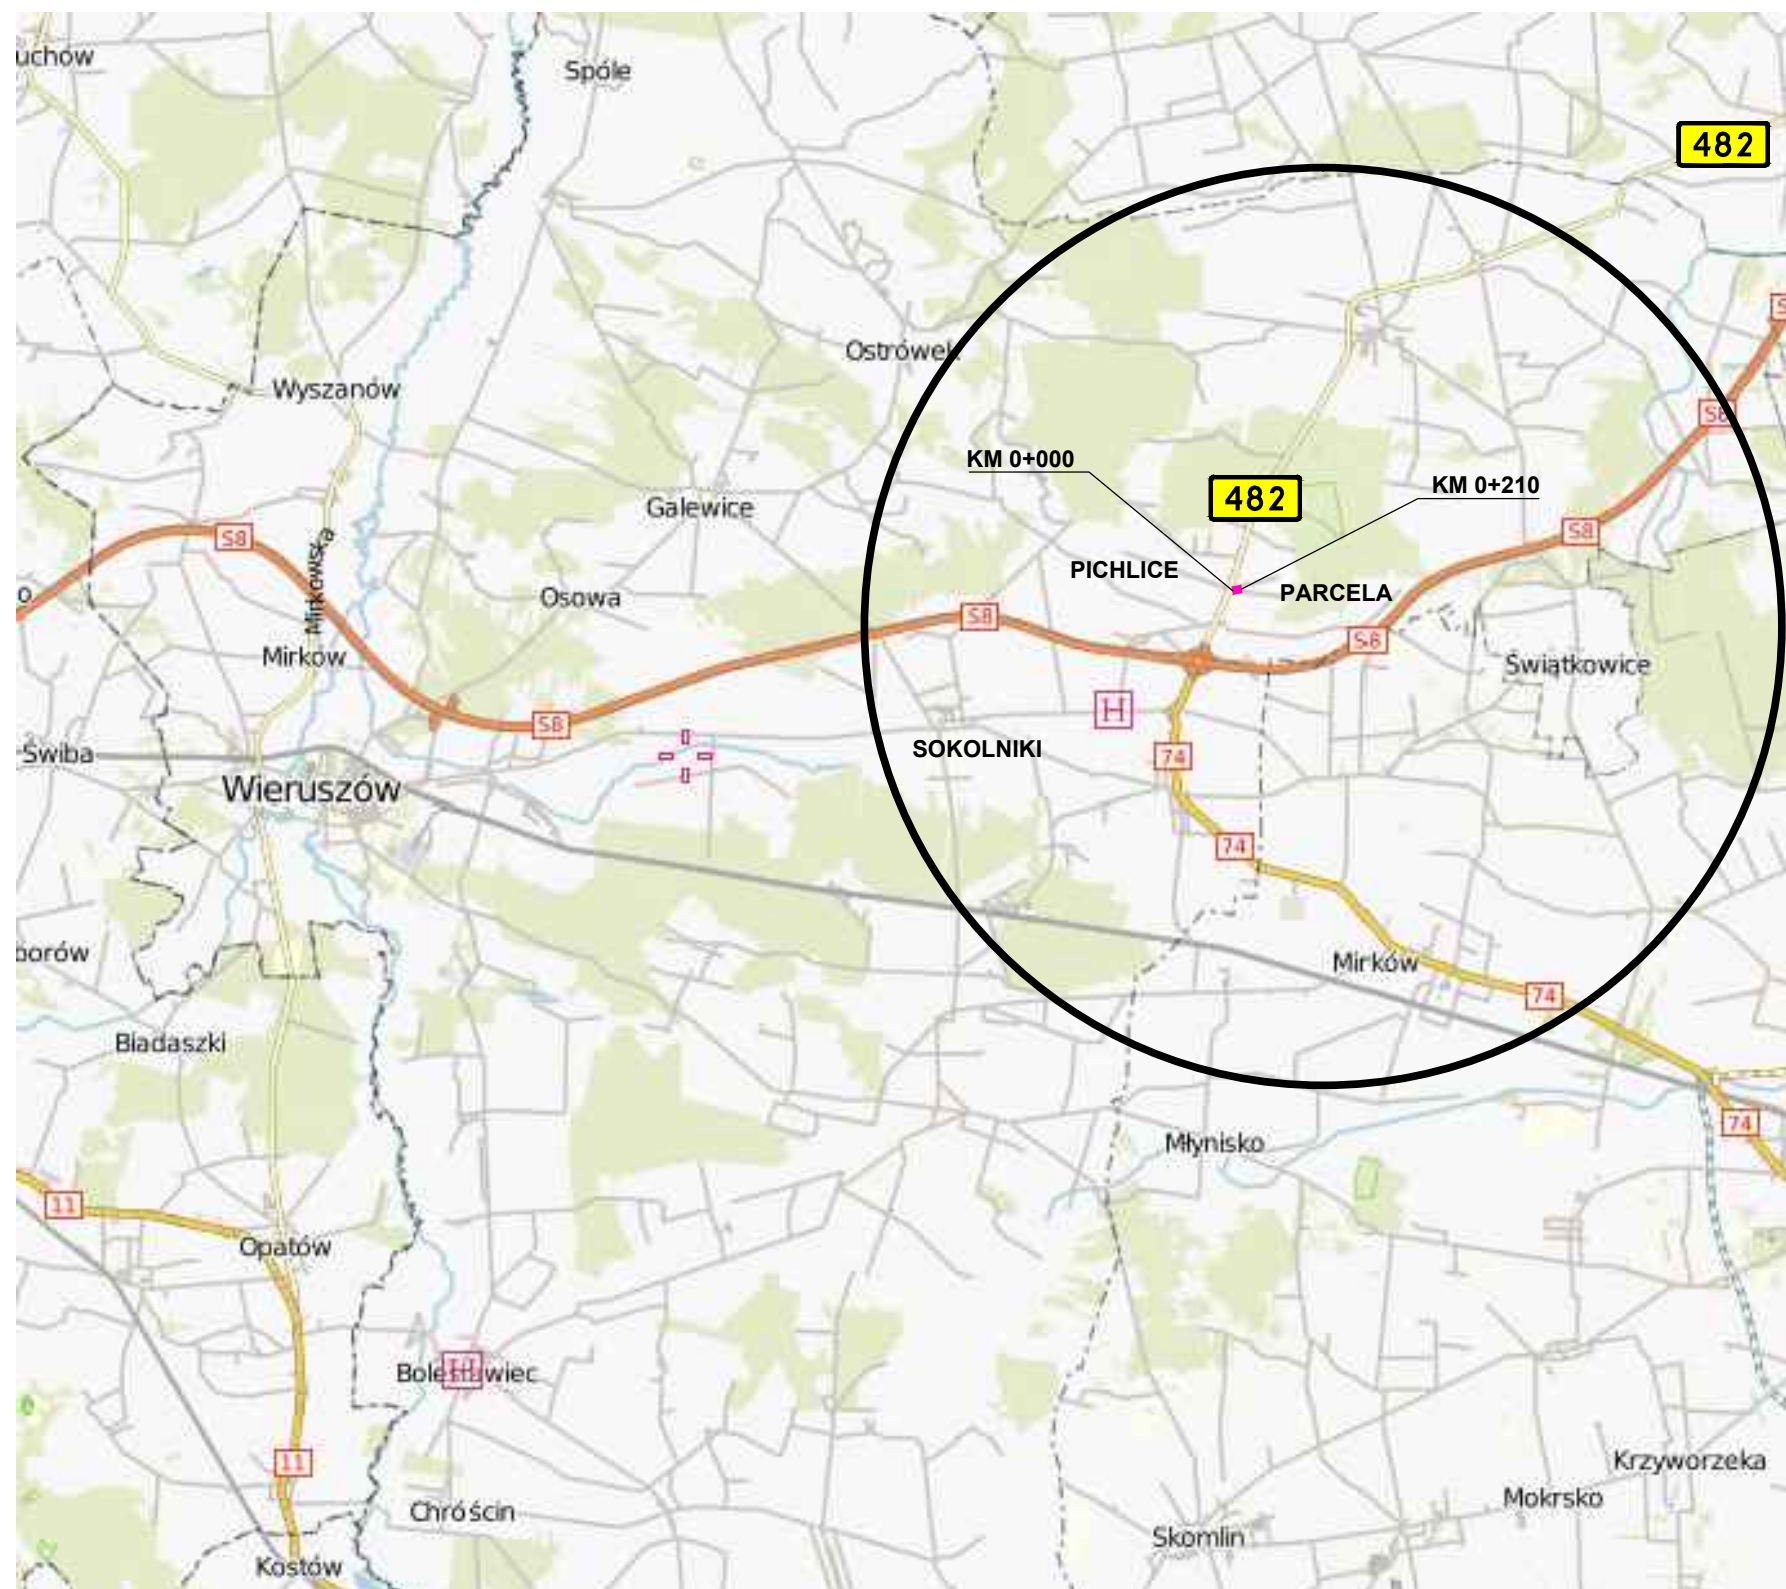 uchów
Spóle
482
S
Ostrówek
Wyszanów
S8
KM 0+000
482
KM 0+210
Galewice
S8
S8
Mirkowska
PICHLICE
PARCELA
Osowa
S8
S8
Mirków
Świątkowice
H
S8
SOKOLNIKI
74
Świba
Wieruszów
74
borów
Mirków
74
Biadaszki
Młynisko
74
11
Opatów
Bolesławiec
H
Krzyworzeka
11
Mokrsko
Chróścin
Skomlin
Kostów